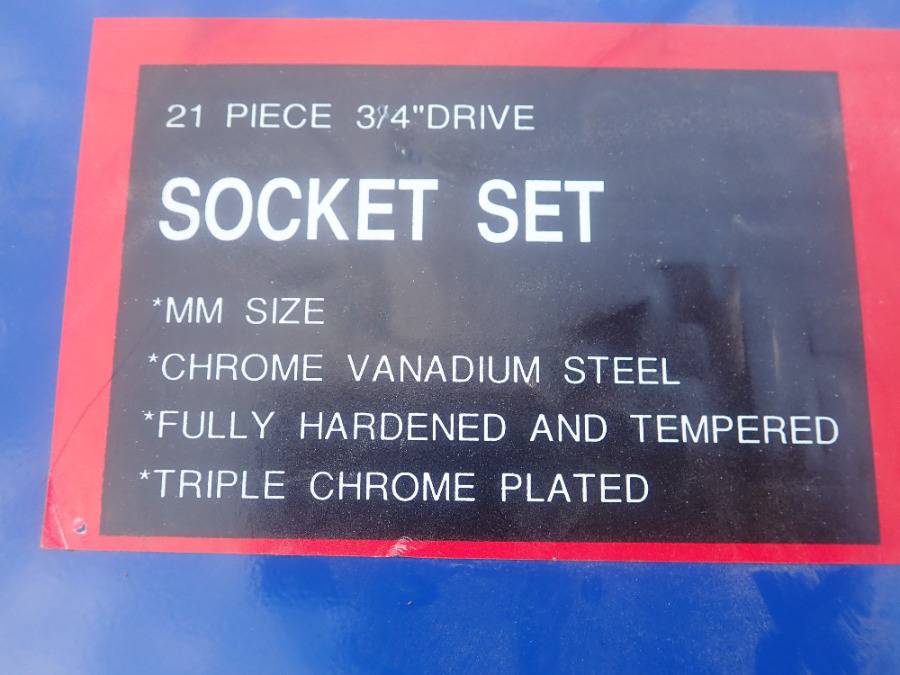 21 PIECE 3/4"DRIVE
SOCKET SET
*MM SIZE
*CHROME VANADIUM STEEL
*FULLY HARDENED AND TEMPERED
*TRIPLE CHROME PLATED